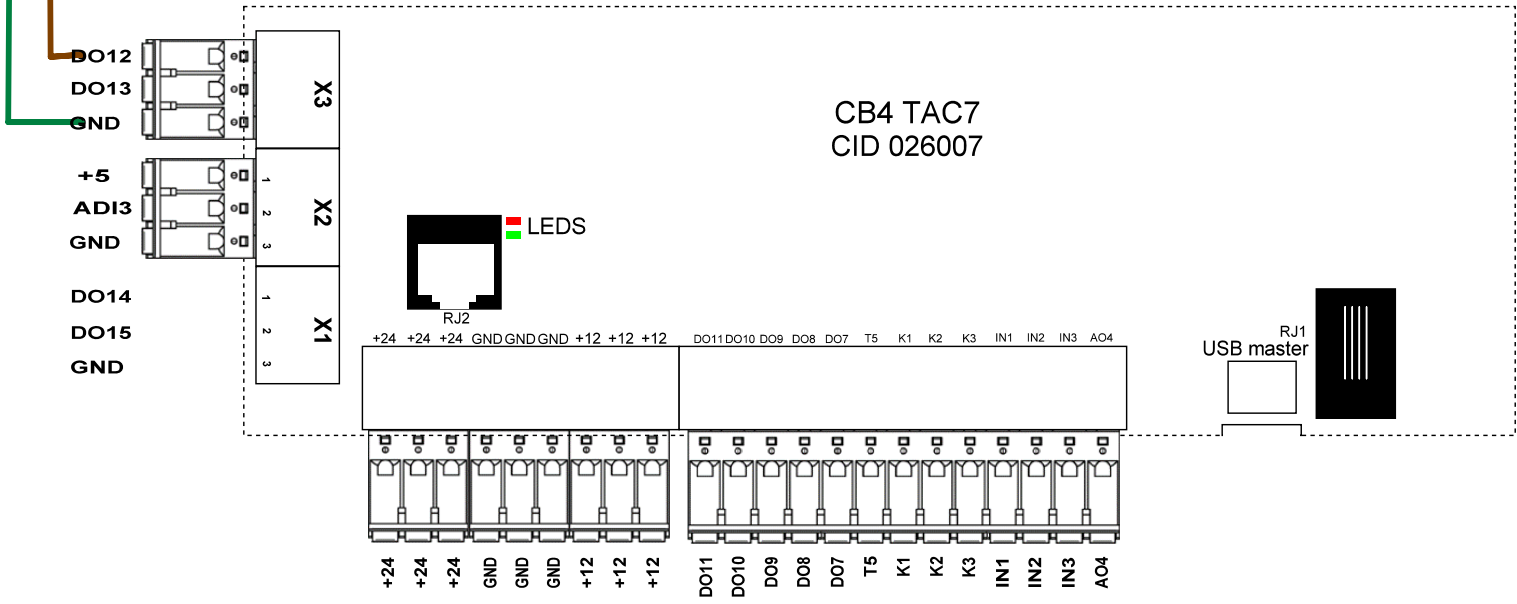 CB4 TAC7
CID 026007
DO12
DO13
GND
X3
+5
ADI3
GND
1
2
3
X2
DO14
DO15
GND
1
2
3
X1
LEDS
RJ2
RJ1
USB master
+24 +24 +24 GND GND GND +12 +12 +12 DO11 DO10 DO9 DO8 DO7 T5 K1 K2 K3 IN1 IN2 IN3 AO4
+24 +24 +24 GND GND GND +12 +12 +12 DO11 DO10 DO9 DO8 DO7 T5 K1 K2 K3 IN1 IN2 IN3 AO4